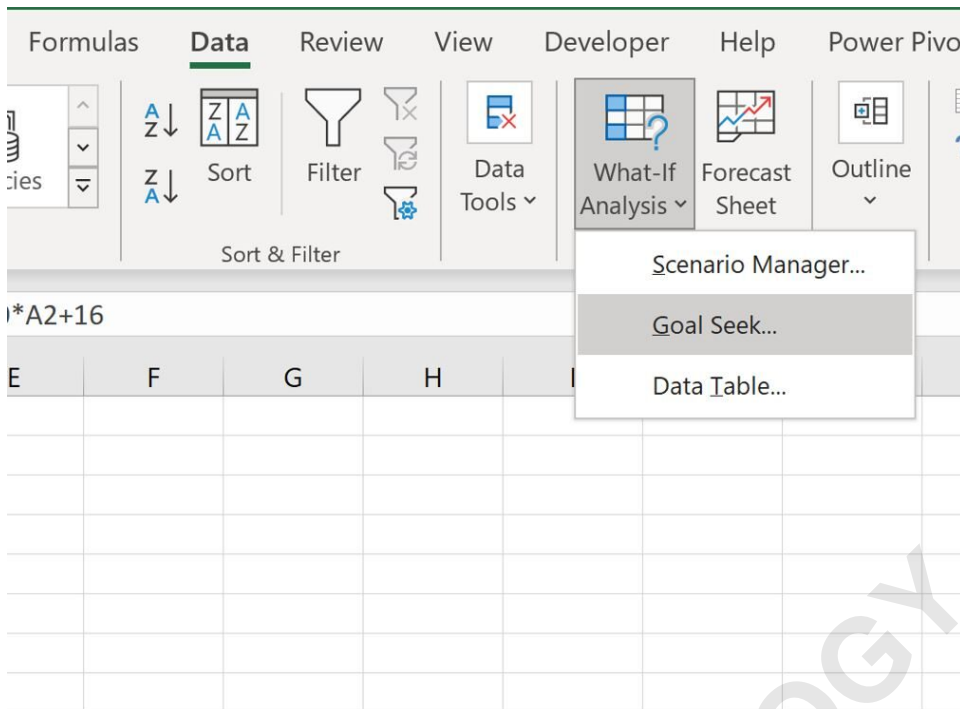 Formulas Data Review View Developer Help Power Pivo
cies
Sort
Filter
Data
Tools
What-If
Analysis
Forecast
Sheet
Outline
Sort & Filter
Scenario Manager...
Goal Seek...
Data Table...
*A2+16
E F G H
OGY